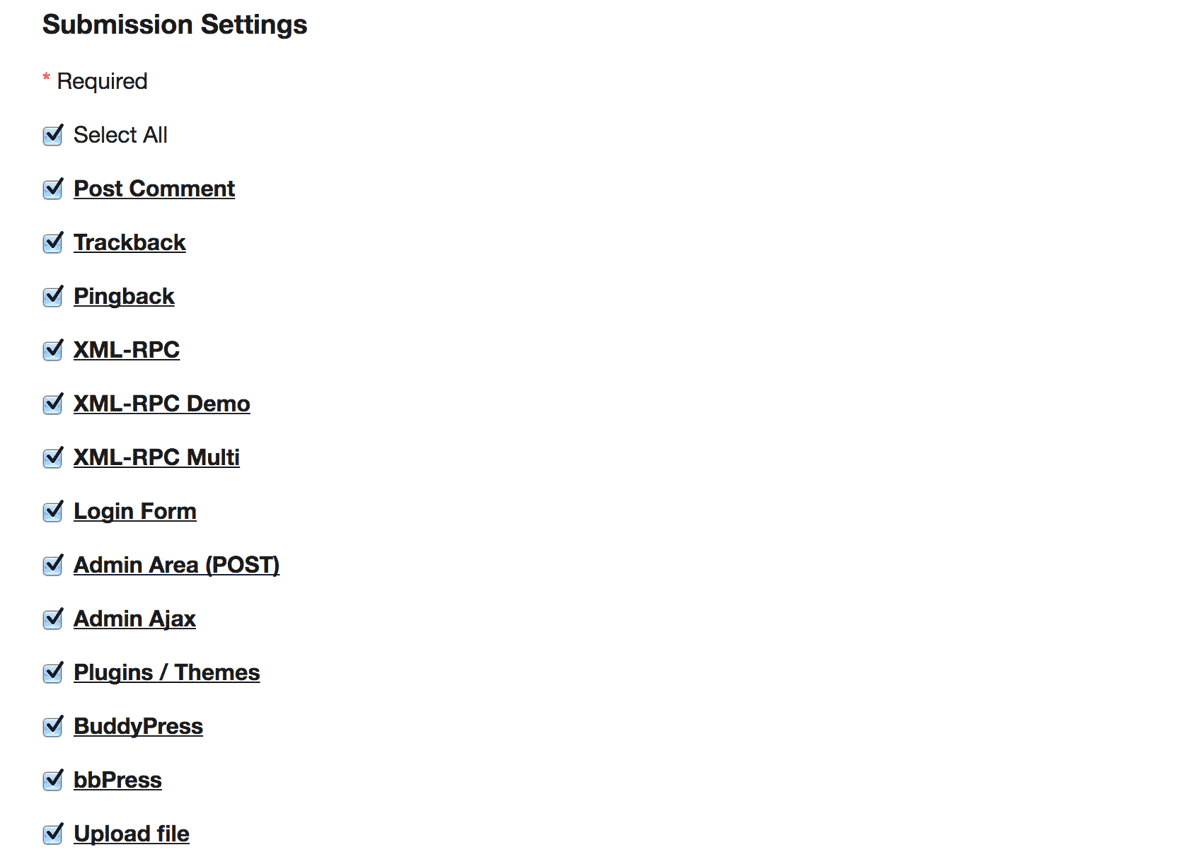 Submission Settings
* Required
Select All
Post Comment
Trackback
Pingback
XML-RPC
XML-RPC Demo
XML-RPC Multi
Login Form
Admin Area (POST)
Admin Ajax
Plugins / Themes
BuddyPress
bbPress
Upload file